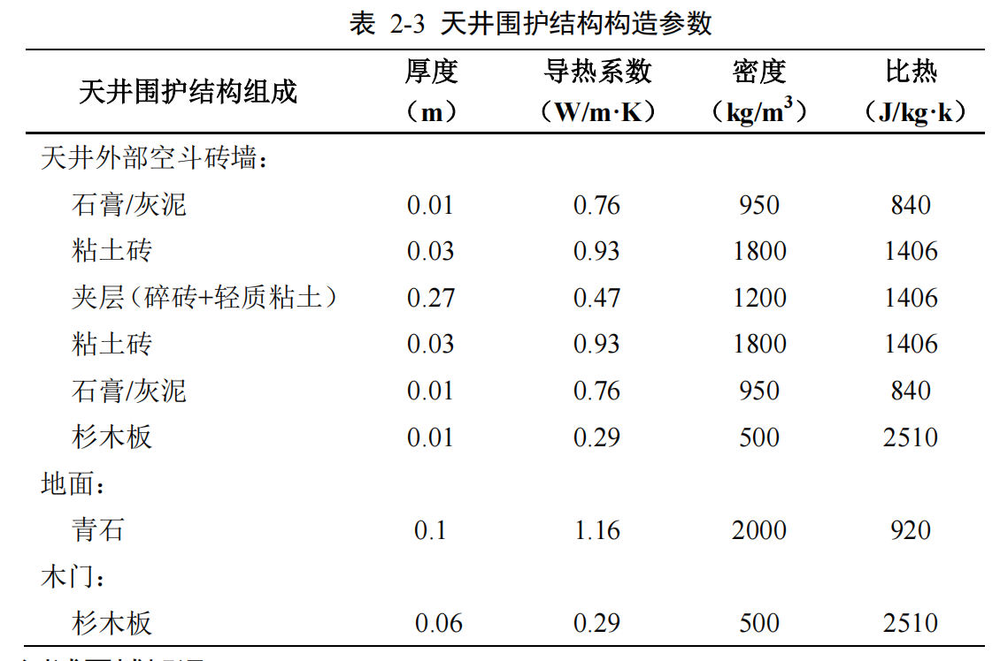 表 2-3 天井围护结构构造参数
天井围护结构组成 厚度（m） 导热系数（W/m·K） 密度（kg/m³） 比热（J/kg·k）
天井外部空斗砖墙：
石膏/灰泥 0.01 0.76 950 840
粘土砖 0.03 0.93 1800 1406
夹层（碎砖+轻质粘土） 0.27 0.47 1200 1406
粘土砖 0.03 0.93 1800 1406
石膏/灰泥 0.01 0.76 950 840
杉木板 0.01 0.29 500 2510
地面：
青石 0.1 1.16 2000 920
木门：
杉木板 0.06 0.29 500 2510